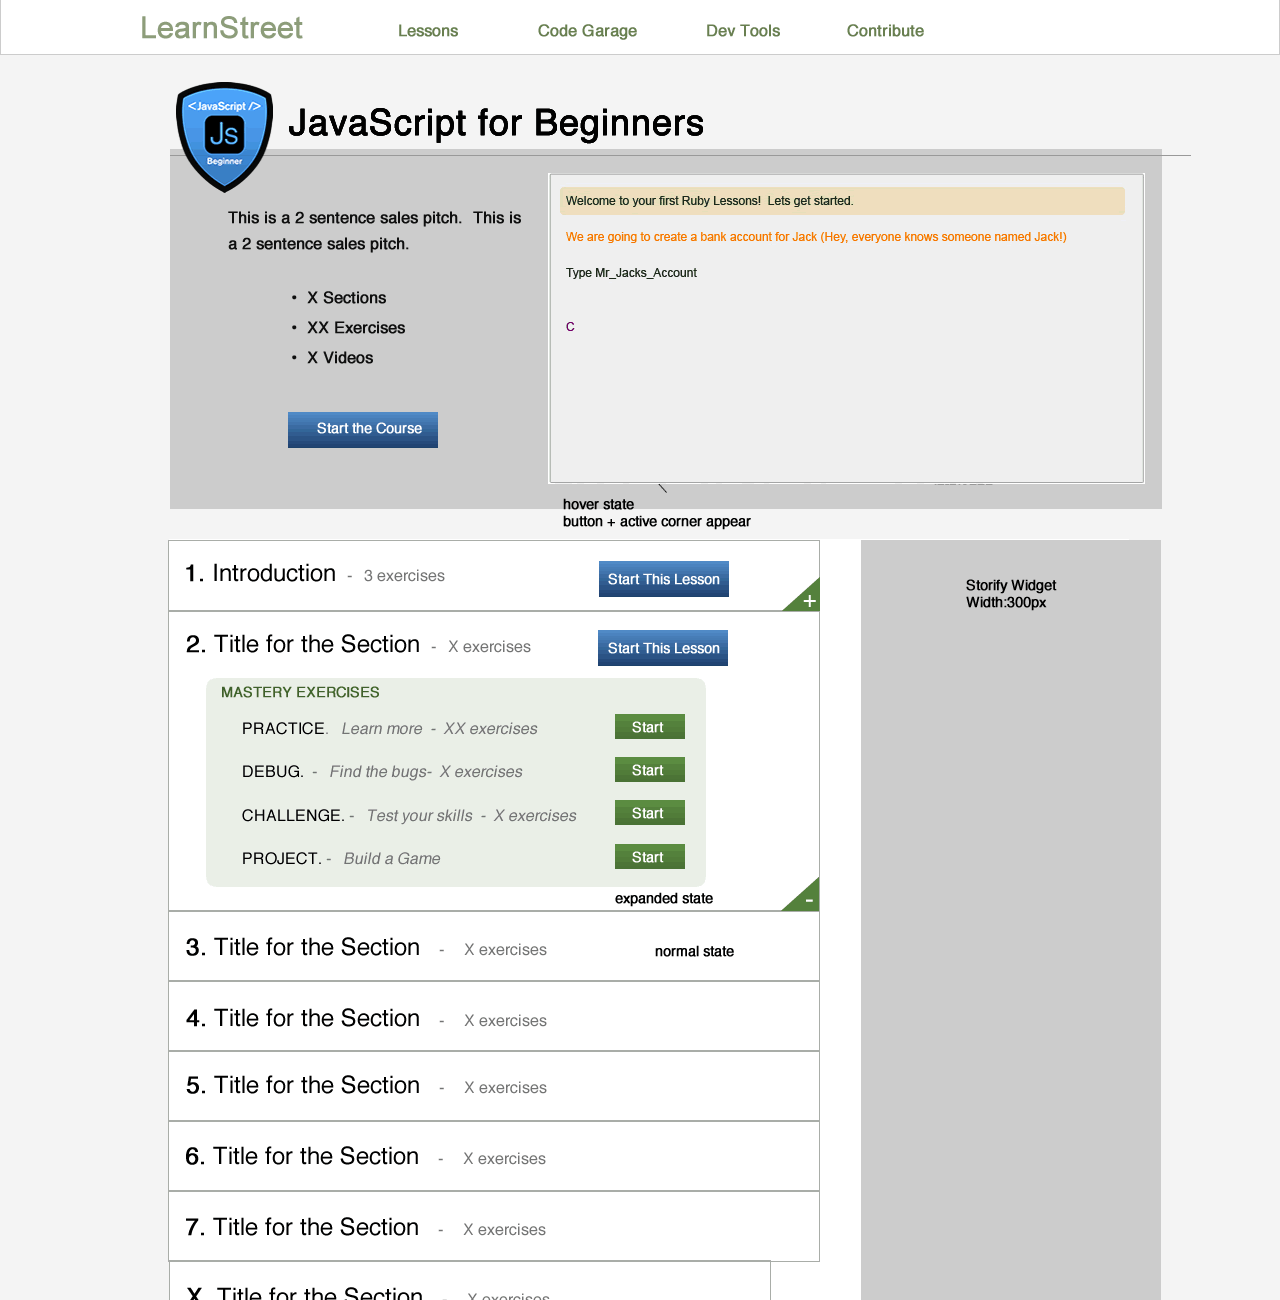 LearnStreet
Lessons
Code Garage
Dev Tools
Contribute
<JavaScript />
Js
Beginner
JavaScript for Beginners
This is a 2 sentence sales pitch. This is
a 2 sentence sales pitch.
• X Sections
• XX Exercises
• X Videos
Start the Course
Welcome to your first Ruby Lessons! Lets get started.
We are going to create a bank account for Jack (Hey, everyone knows someone named Jack!)
Type Mr_Jacks_Account
C
hover state
button + active corner appear
1. Introduction - 3 exercises
Start This Lesson
+
2. Title for the Section - X exercises
Start This Lesson
MASTERY EXERCISES
PRACTICE. Learn more - XX exercises
Start
DEBUG. - Find the bugs- X exercises
Start
CHALLENGE. - Test your skills - X exercises
Start
PROJECT. - Build a Game
Start
expanded state
-
3. Title for the Section - X exercises
normal state
4. Title for the Section - X exercises
5. Title for the Section - X exercises
6. Title for the Section - X exercises
7. Title for the Section - X exercises
X. Title for the Section - X exercises
Storify Widget
Width:300px